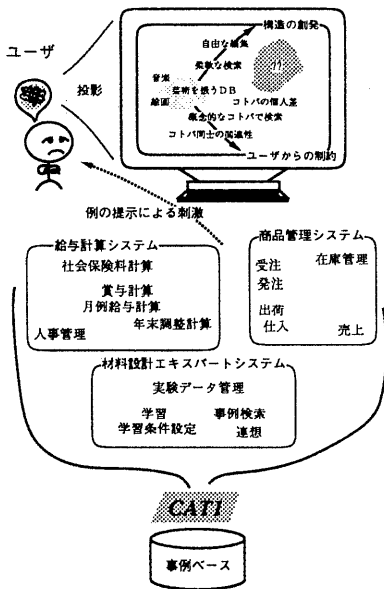 ユーザ
投影
構造の創発
自由な編集
柔軟な検索
音楽
芸術を扱うDB
絵画
コトバの個人差
概念的なコトバで検索
コトバ同士の関連性
ユーザからの制約
例の提示による刺激
給与計算システム
社会保険料計算
賞与計算
月例給与計算
年末調整計算
人事管理
商品管理システム
在庫管理
受注
発注
出荷
仕入
売上
材料設計エキスパートシステム
実験データ管理
学習
事例検索
学習条件設定
連想
CAT1
事例ベース